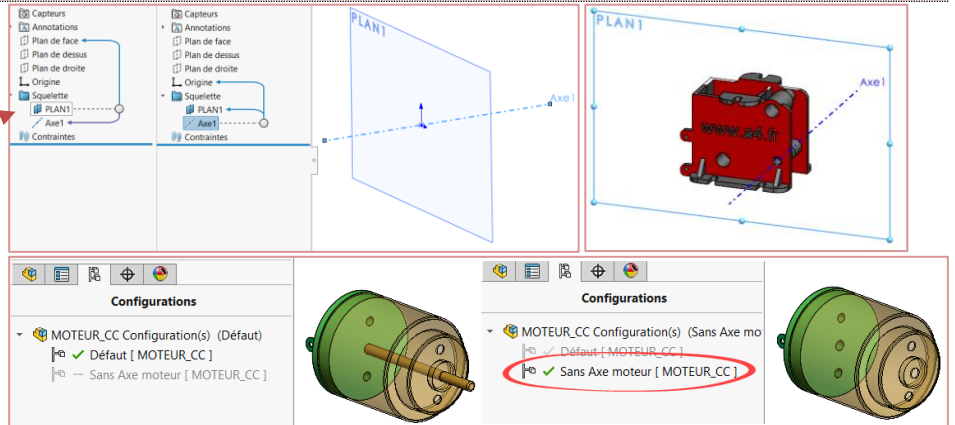 Capteurs
Annotations
Plan de face
Plan de dessus
Plan de droite
Origine
Squelette
PLAN1
Axe1
Contraintes
Capteurs
Annotations
Plan de face
Plan de dessus
Plan de droite
Origine
Squelette
PLAN1
Axe1
Contraintes
PLAN1
Axe1
PLAN1
Axe1
www.a4.fr
Configurations
MOTEUR_CC Configuration(s) (Défaut)
Défaut [ MOTEUR_CC ]
Sans Axe moteur [ MOTEUR_CC ]
Configurations
MOTEUR_CC Configuration(s) (Sans Axe mo
Défaut [ MOTEUR_CC ]
Sans Axe moteur [ MOTEUR_CC ]